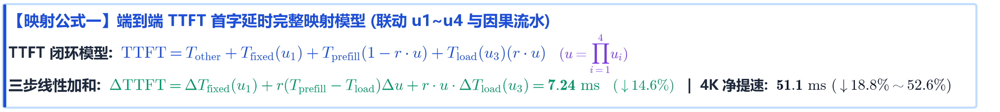 【映射公式一】端到端 TTFT 首字延时完整映射模型 (联动 u1~u4 与因果流水)
TTFT 闭环模型: TTFT = T_other + T_fixed(u_1) + T_prefill(1 − r · u) + T_load(u_3)(r · u) (u = ∏_{i=1}^{4} u_i)
三步线性加和: ΔTTFT = ΔT_fixed(u_1) + r(T_prefill − T_load)Δu + r · u · ΔT_load(u_3) = 7.24 ms (↓14.6%) | 4K 净提速: 51.1 ms (↓18.8% ~ 52.6%)